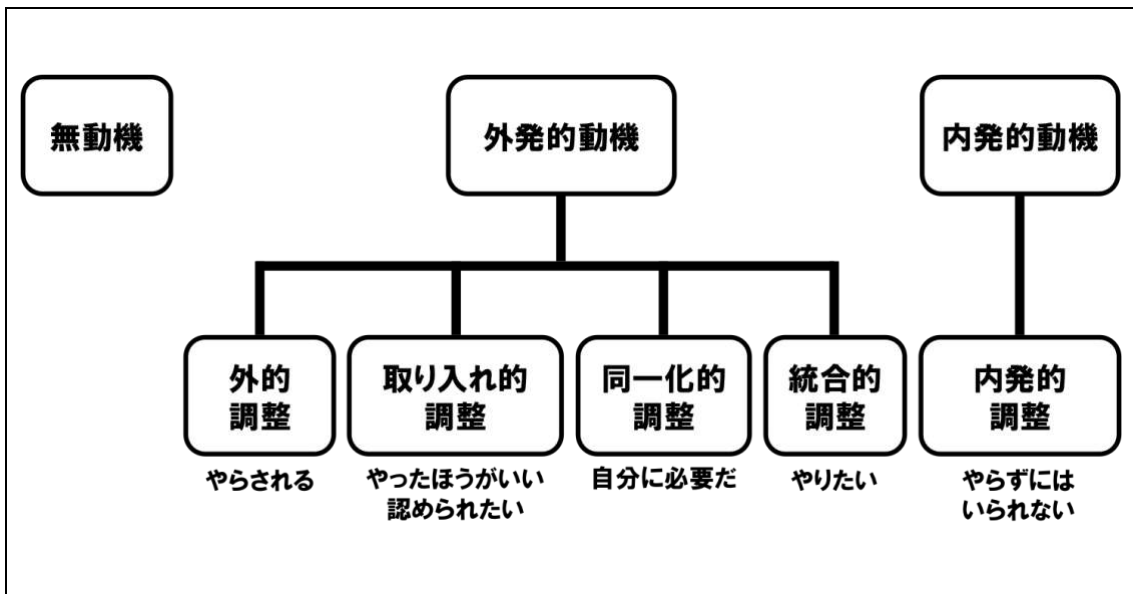 無動機
外発的動機
内発的動機
外的
調整
取り入れ的
調整
同一化的
調整
統合的
調整
内発的
調整
やらされる
やったほうがいい
認められたい
自分に必要だ
やりたい
やらずには
いられない